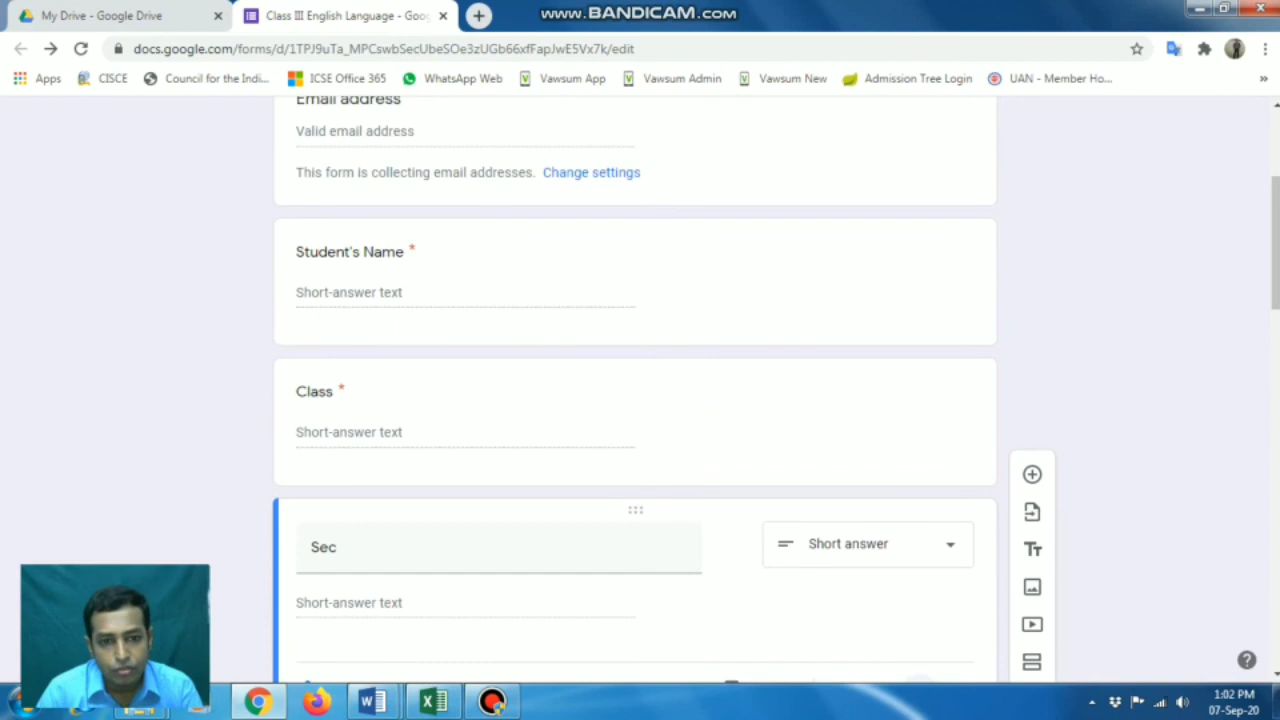 My Drive - Google Drive
Class III English Language - Goog
www.BANDICAM.com
docs.google.com/forms/d/1TPJ9uTa_MPCswbSecUbeSOe3zUGb66xfFapJwE5Vx7k/edit
Apps
CISCE
Council for the Indi...
ICSE Office 365
WhatsApp Web
Vawsum App
Vawsum Admin
Vawsum New
Admission Tree Login
UAN - Member Ho...
»
Email address
Valid email address
This form is collecting email addresses. Change settings
Student's Name *
Short-answer text
Class *
Short-answer text
Sec
Short answer
Short-answer text
1:02 PM
07-Sep-20